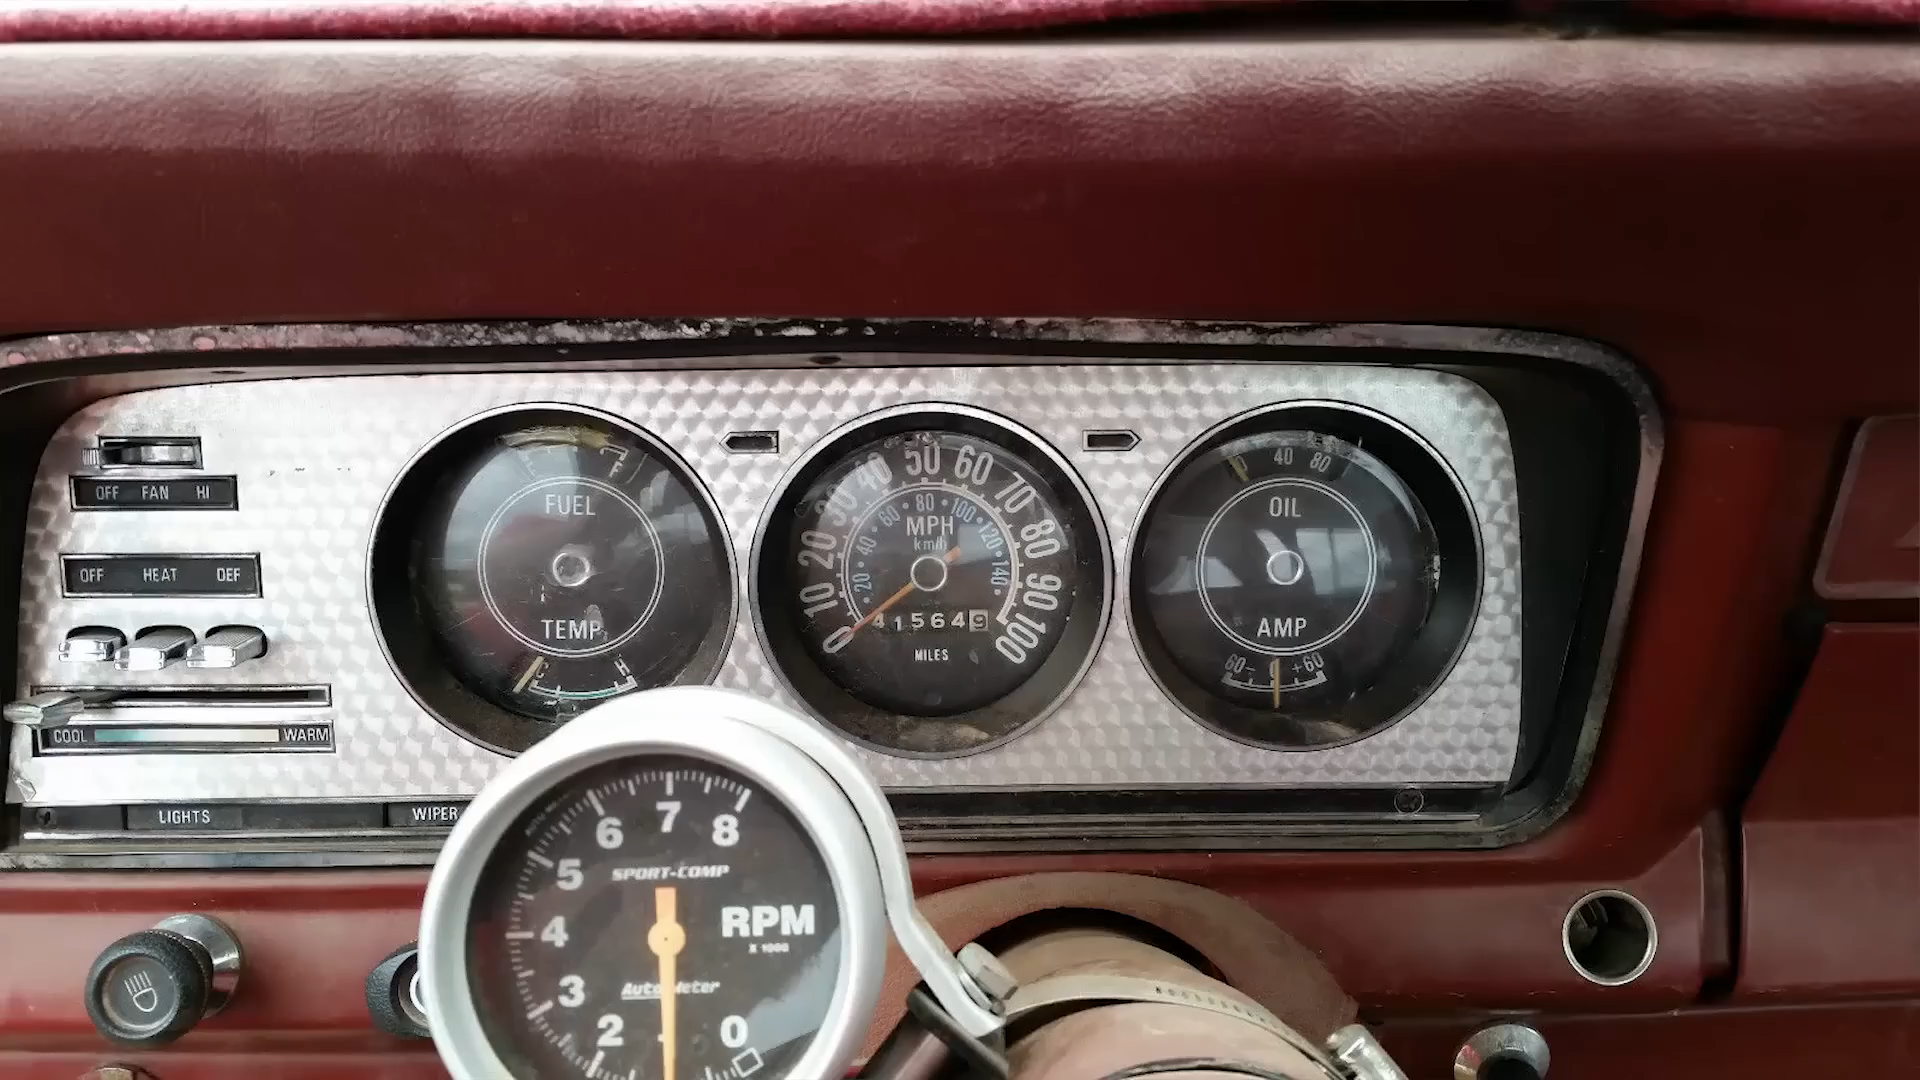 OFF FAN HI
OFF HEAT DEF
COOL WARM
LIGHTS
WIPER
F
FUEL
TEMP
C H
0 10 20 30 40 50 60 70 80 90 100
20 40 60 80 100 120 140
MPH
km/h
415649
MILES
40 80
OIL
AMP
60- 0 +60
6 7 8
5
SPORT-COMP
4
RPM
X 1000
3
AutoMeter
2 0